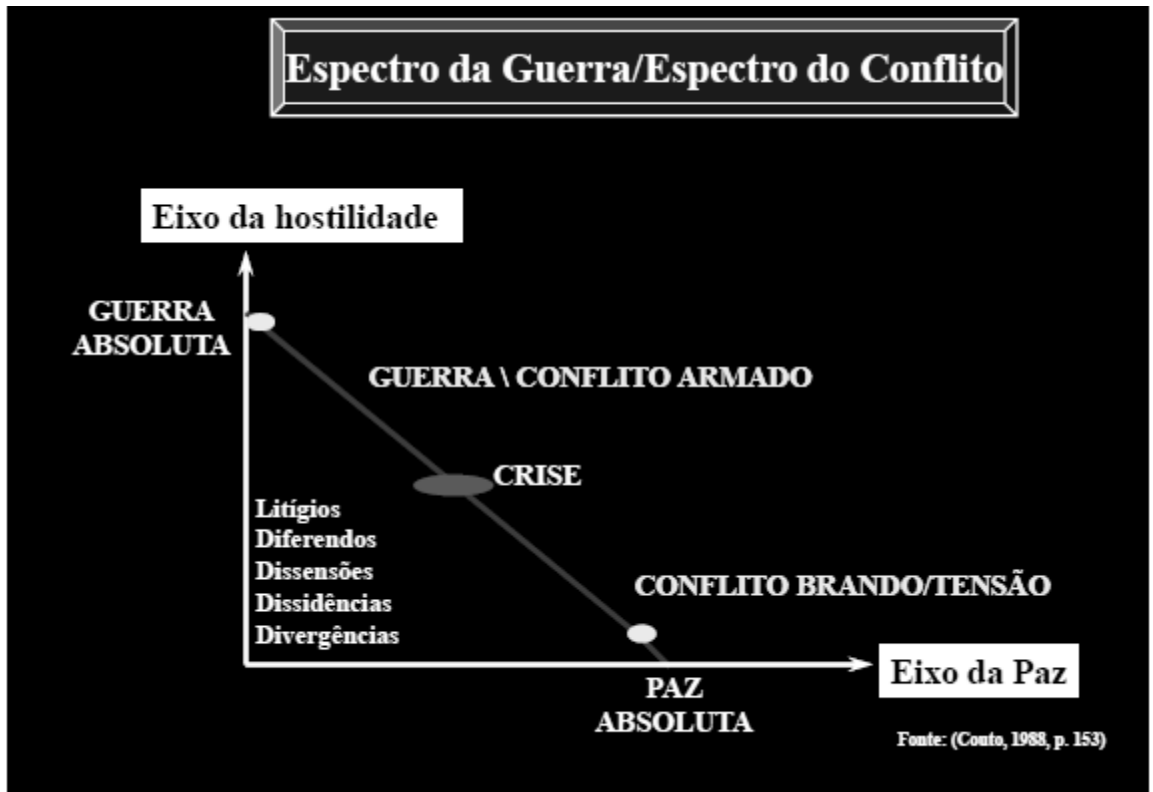 Espectro da Guerra/Espectro do Conflito
Eixo da hostilidade
GUERRA
ABSOLUTA
GUERRA \ CONFLITO ARMADO
CRISE
Litígios
Diferendos
Dissensões
Dissidências
Divergências
CONFLITO BRANDO/TENSÃO
Eixo da Paz
PAZ
ABSOLUTA
Fonte: (Couto, 1988, p. 153)